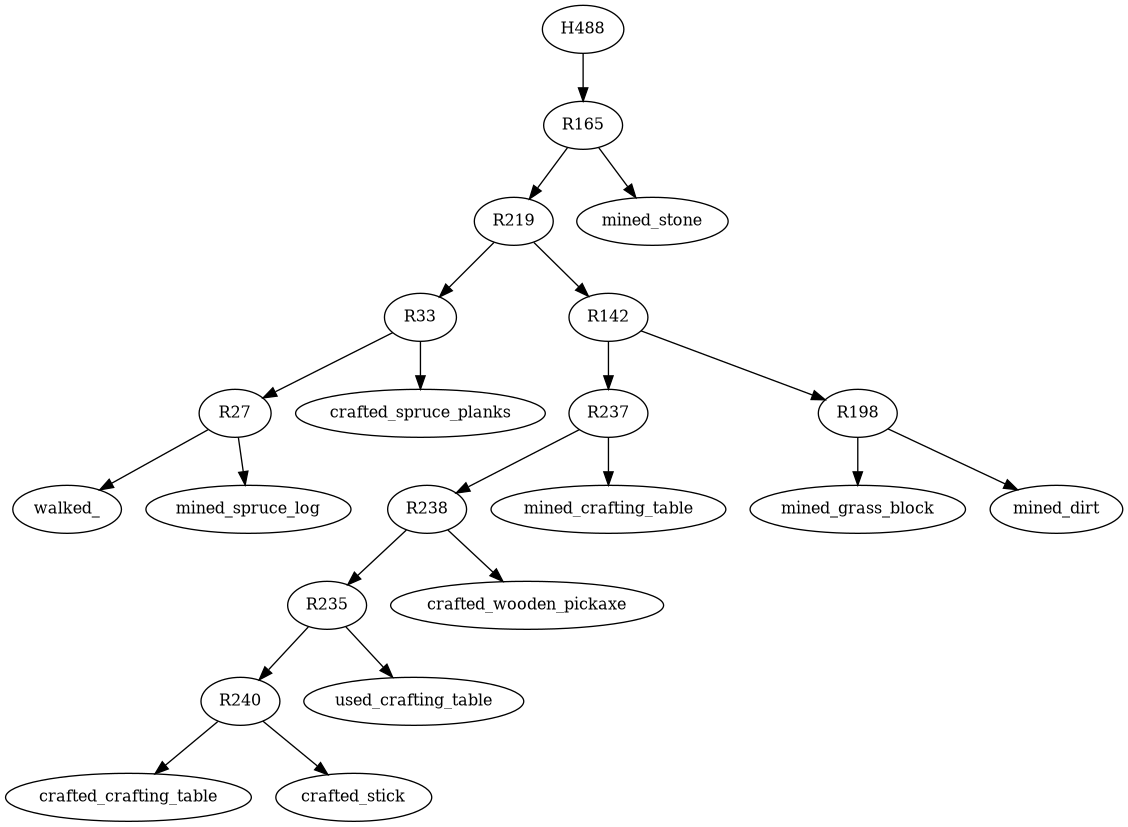 H488
R165
R219
mined_stone
R33
R142
R27
crafted_spruce_planks
R237
R198
walked_
mined_spruce_log
R238
mined_crafting_table
mined_grass_block
mined_dirt
R235
crafted_wooden_pickaxe
R240
used_crafting_table
crafted_crafting_table
crafted_stick